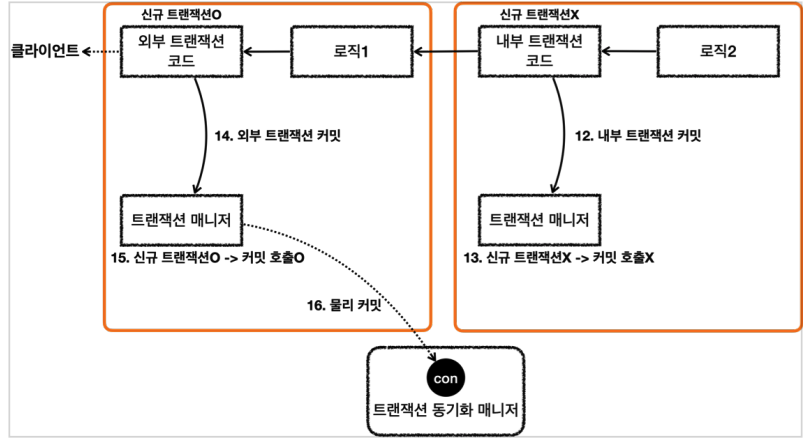 신규 트랜잭션O
신규 트랜잭션X
클라이언트
외부 트랜잭션
코드
로직1
내부 트랜잭션
코드
로직2
14. 외부 트랜잭션 커밋
12. 내부 트랜잭션 커밋
트랜잭션 매니저
트랜잭션 매니저
15. 신규 트랜잭션O -> 커밋 호출O
13. 신규 트랜잭션X -> 커밋 호출X
16. 물리 커밋
con
트랜잭션 동기화 매니저